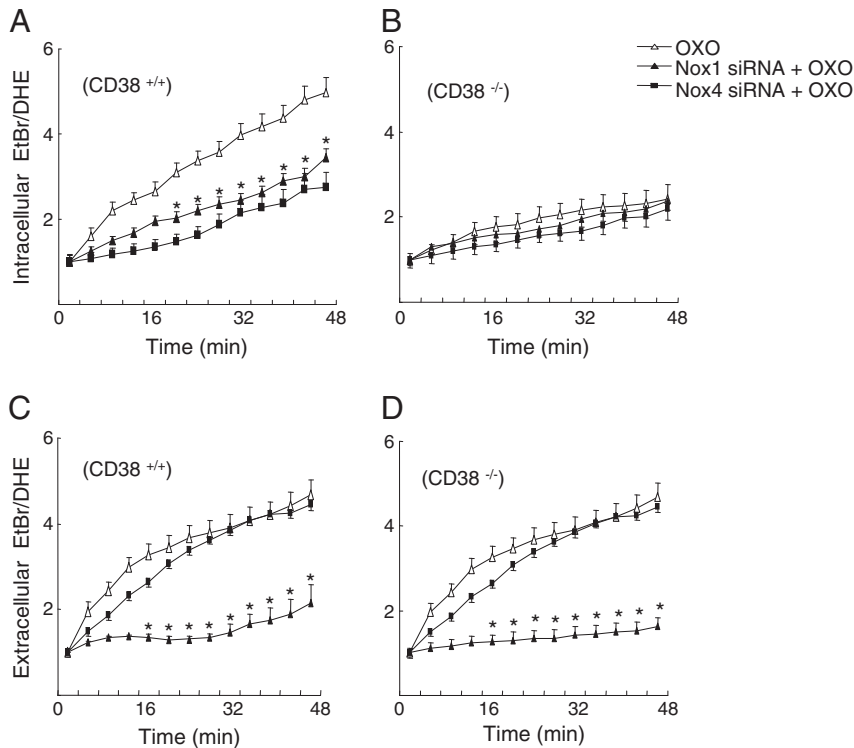 A
6
(CD38 +/+)
4
2
* * * * * * * *
0 16 32 48
Time (min)
Intracellular EtBr/DHE
B
6
(CD38 -/-)
4
2
0 16 32 48
Time (min)
OXO
Nox1 siRNA + OXO
Nox4 siRNA + OXO
C
6
(CD38 +/+)
4
2
* * * * * * * * *
0 16 32 48
Time (min)
Extracellular EtBr/DHE
D
6
(CD38 -/-)
4
2
* * * * * * * * *
0 16 32 48
Time (min)